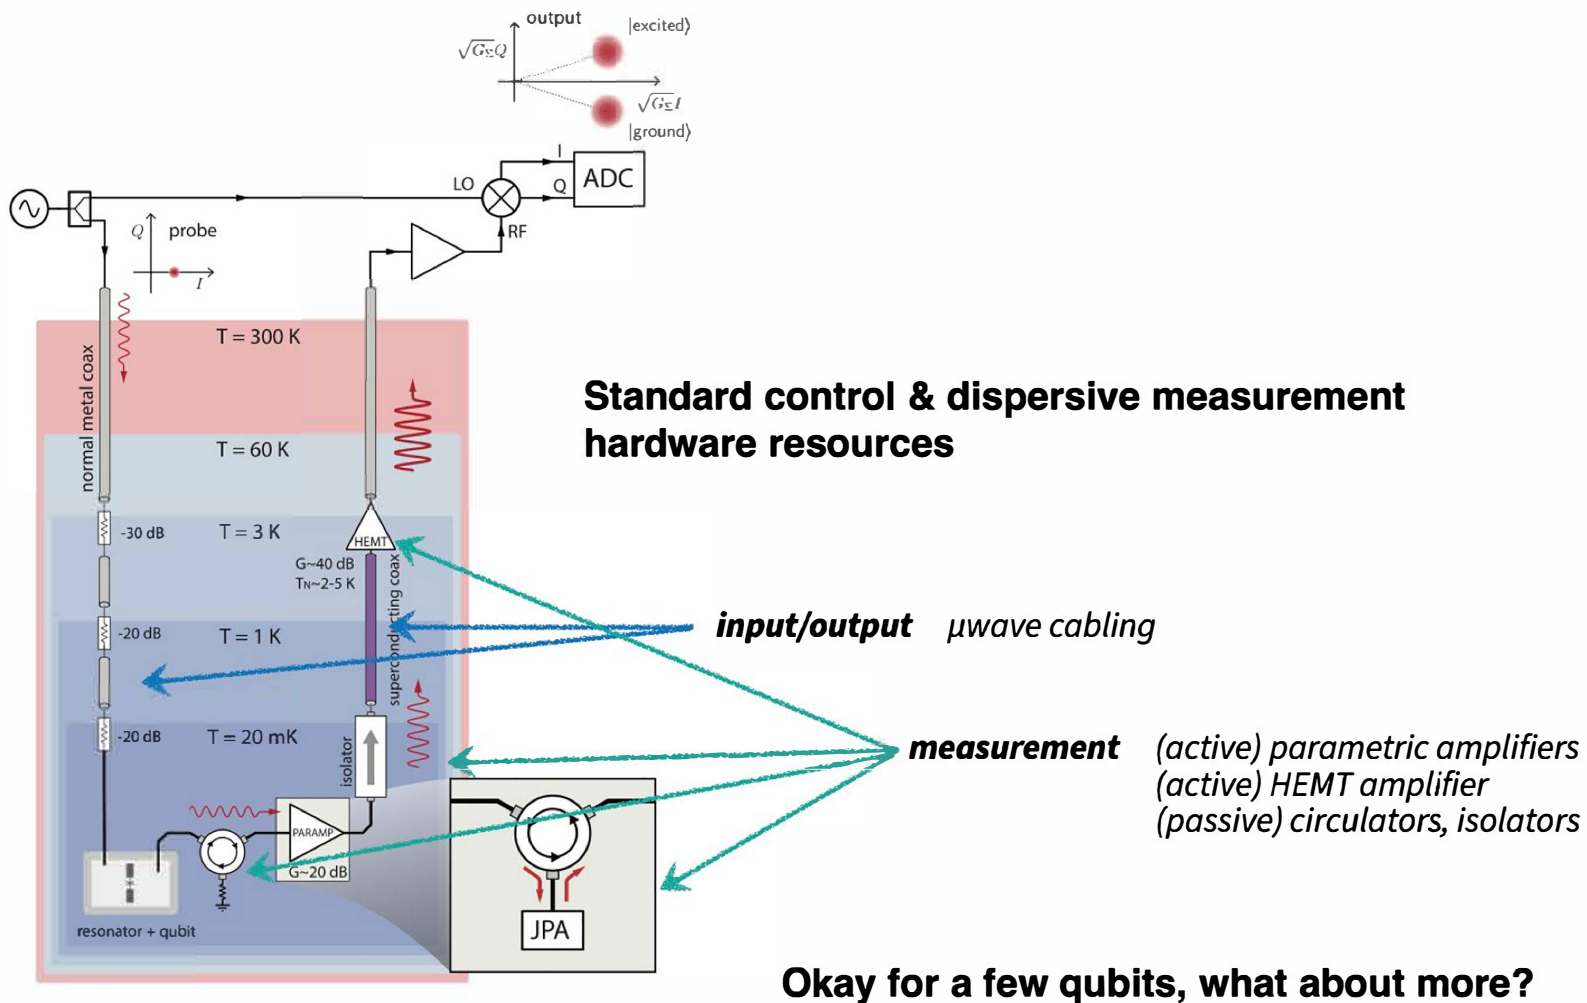 output
|excited⟩
√G_Σ Q
√G_Σ I
|ground⟩
I
LO
Q
ADC
RF
Q
probe
I
normal metal coax
T = 300 K
T = 60 K
-30 dB
T = 3 K
HEMT
G~40 dB
TN~2-5 K
superconducting coax
-20 dB
T = 1 K
-20 dB
T = 20 mK
isolator
PARAMP
G~20 dB
resonator + qubit
JPA
Standard control & dispersive measurement
hardware resources
input/output μwave cabling
measurement (active) parametric amplifiers
(active) HEMT amplifier
(passive) circulators, isolators
Okay for a few qubits, what about more?